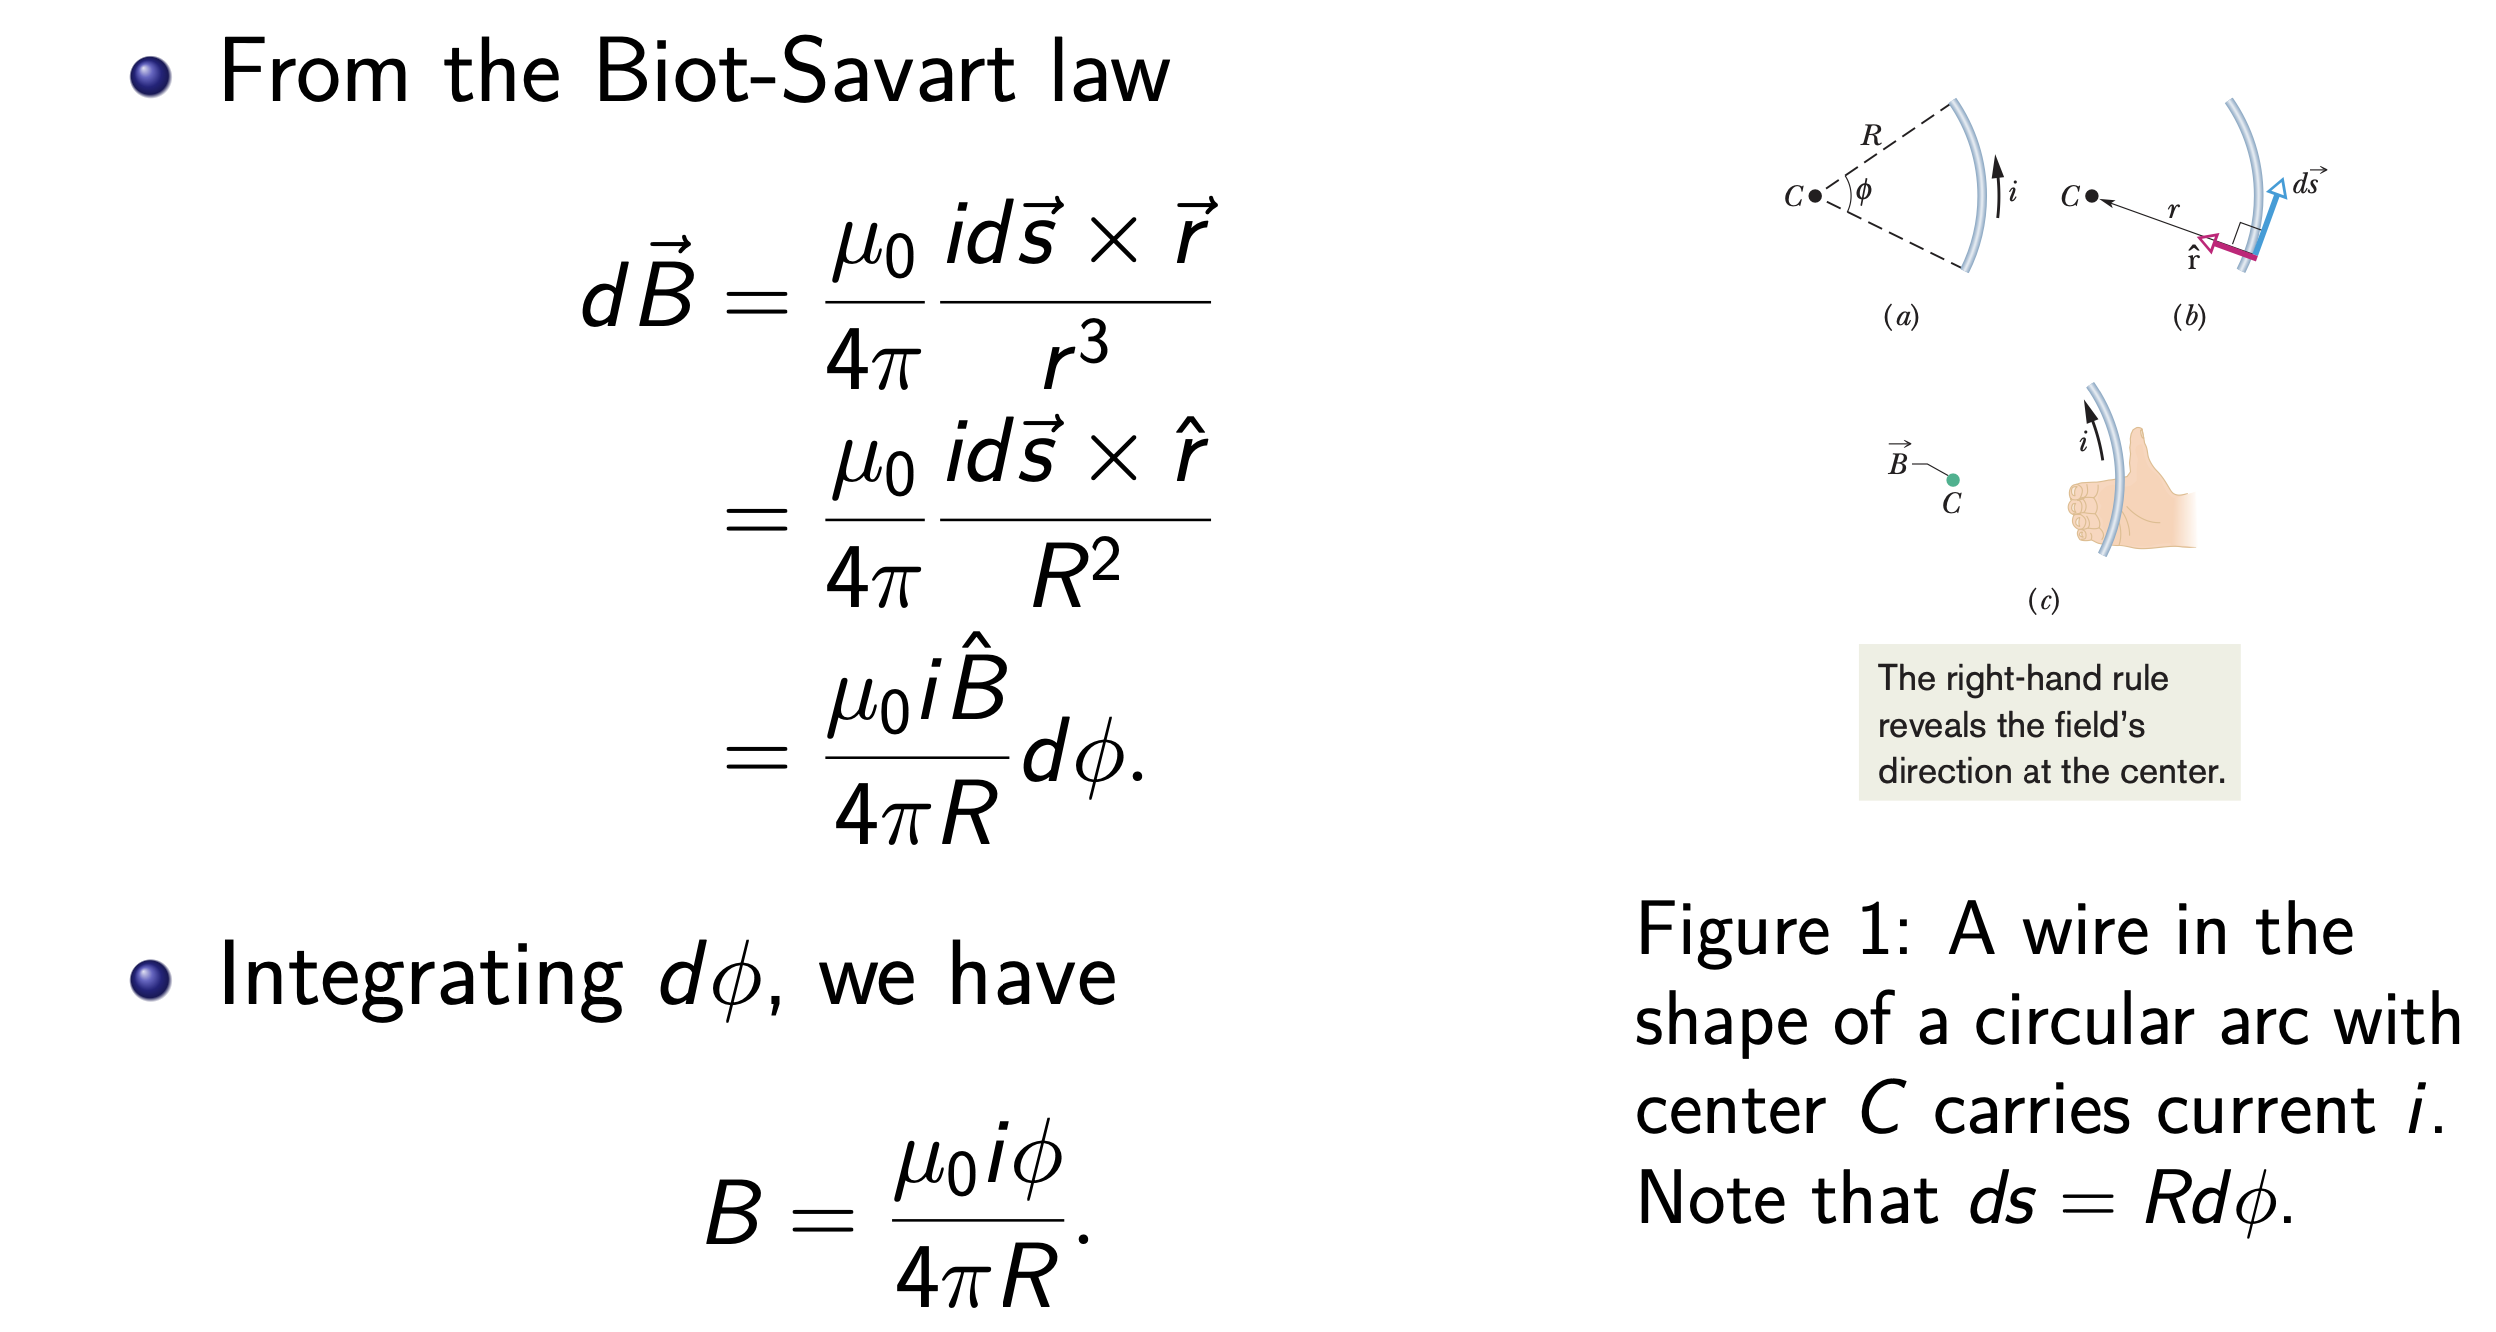 From the Biot-Savart law
$d\vec{B} = \frac{\mu_0}{4\pi} \frac{id\vec{s} \times \vec{r}}{r^3}$
$= \frac{\mu_0}{4\pi} \frac{id\vec{s} \times \hat{r}}{R^2}$
$= \frac{\mu_0 i\hat{B}}{4\pi R} d\phi.$
Integrating $d\phi$, we have
$B = \frac{\mu_0 i\phi}{4\pi R}.$
R
C
$\phi$
i
(a)
C
r
$\hat{r}$
$d\vec{s}$
(b)
$\vec{B}$
C
i
(c)
The right-hand rule
reveals the field's
direction at the center.
Figure 1: A wire in the
shape of a circular arc with
center C carries current i.
Note that $ds = Rd\phi$.